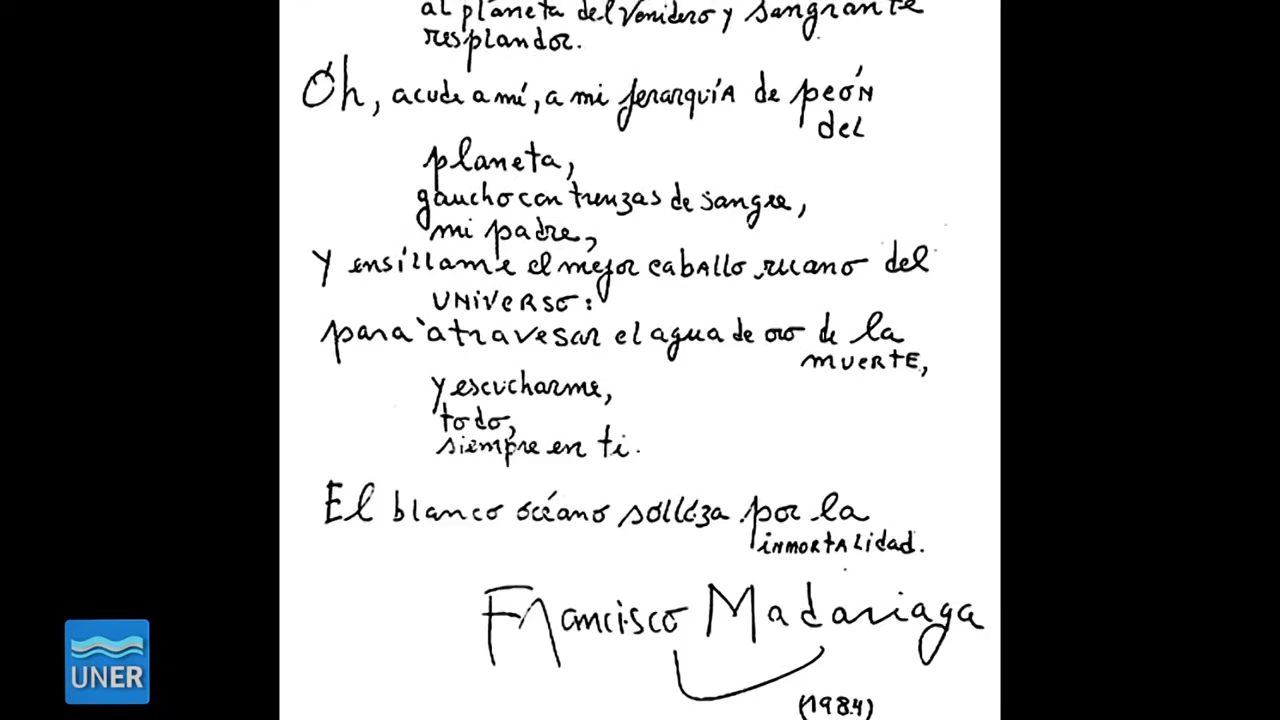 al planeta del venidero y sangrante
resplandor.
Oh, acude a mí, a mi jerarquía de peón
del
planeta,
gaucho con trenzas de sangre,
mi padre,
Y ensíllame el mejor caballo ruano del
UNIVERSO:
para atravesar el agua de oro de la
MUERTE,
y escucharme,
todo,
siempre en ti.
El blanco océano sollóza por la
INMORTALIDAD.
Francisco Madariaga
(1984)
UNER